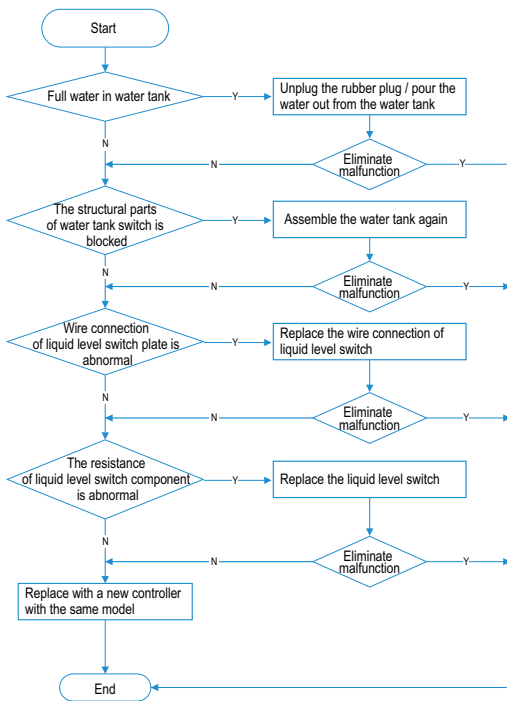 Start
Full water in water tank
Y
Unplug the rubber plug / pour the
water out from the water tank
N
N
Eliminate
malfunction
Y
The structural parts
of water tank switch is
blocked
Y
Assemble the water tank again
N
N
Eliminate
malfunction
Y
Wire connection
of liquid level switch plate is
abnormal
Y
Replace the wire connection of
liquid level switch
N
N
Eliminate
malfunction
Y
The resistance
of liquid level switch component
is abnormal
Y
Replace the liquid level switch
N
N
Eliminate
malfunction
Y
Replace with a new controller
with the same model
End